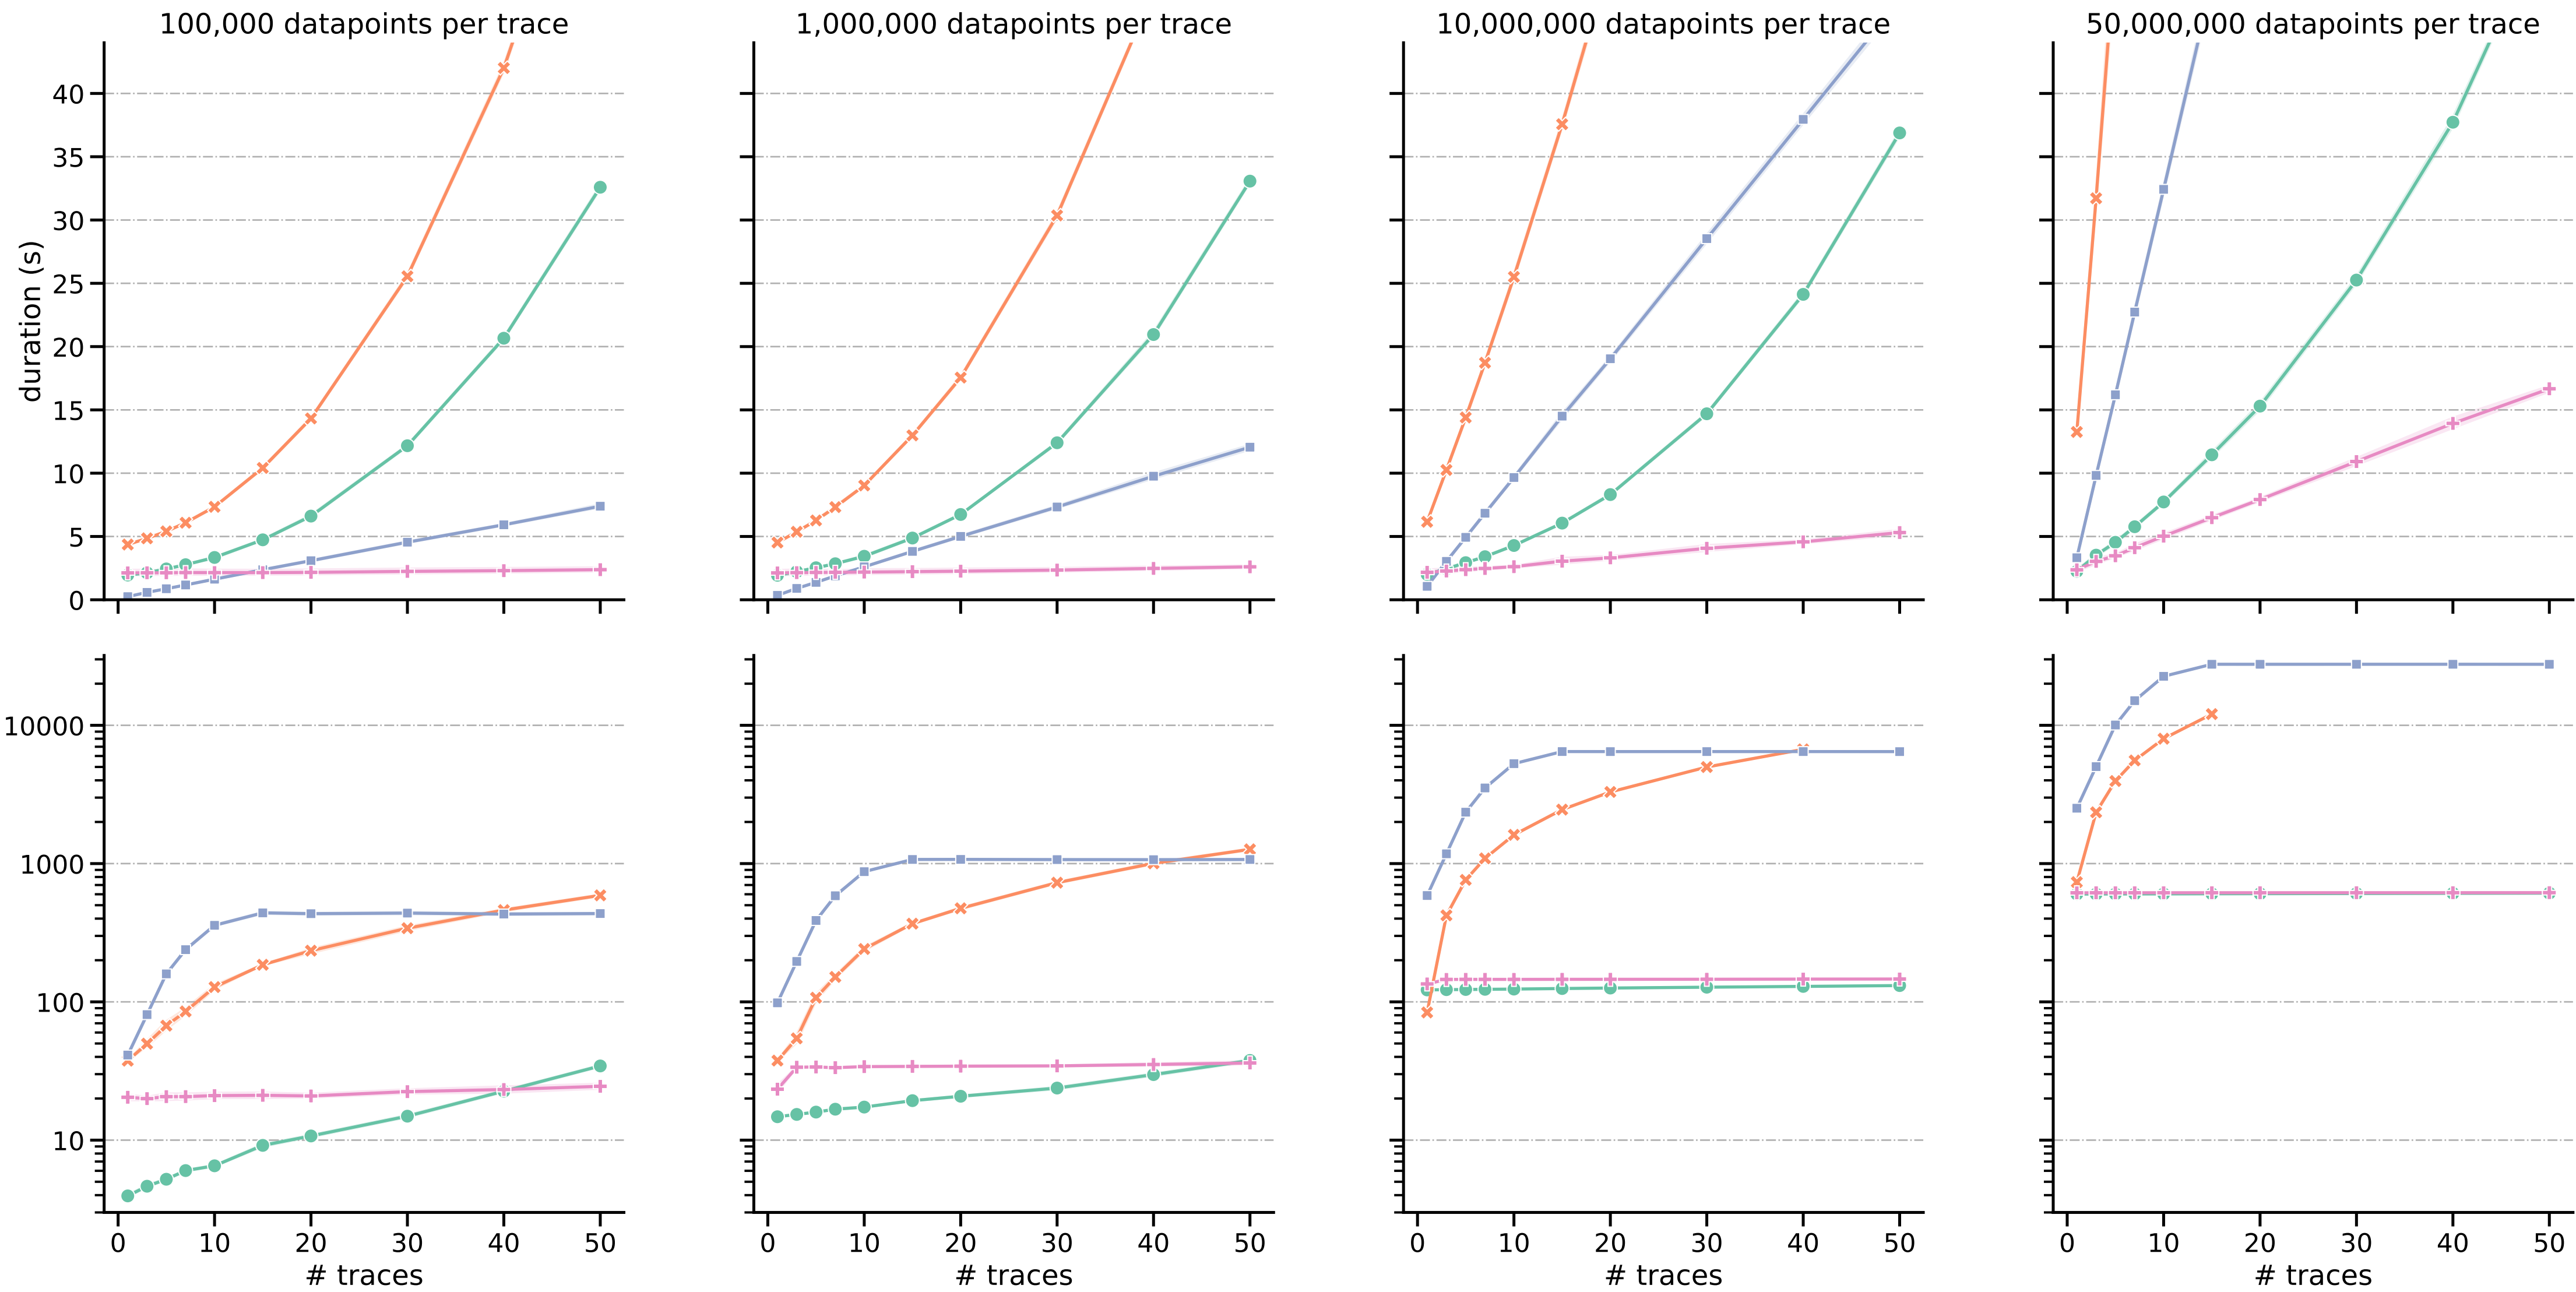 100,000 datapoints per trace
1,000,000 datapoints per trace
10,000,000 datapoints per trace
50,000,000 datapoints per trace
duration (s)
40
35
30
25
20
15
10
5
0
10000
1000
100
10
0 10 20 30 40 50
0 10 20 30 40 50
0 10 20 30 40 50
0 10 20 30 40 50
# traces
# traces
# traces
# traces